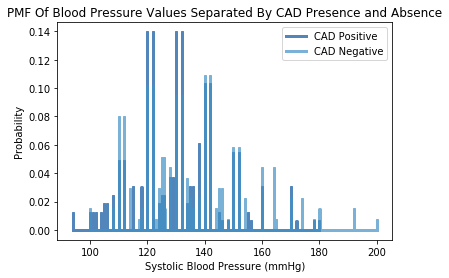 PMF Of Blood Pressure Values Separated By CAD Presence and Absence
CAD Positive
CAD Negative
0.14
0.12
0.10
0.08
0.06
0.04
0.02
0.00
Probability
100
120
140
160
180
200
Systolic Blood Pressure (mmHg)